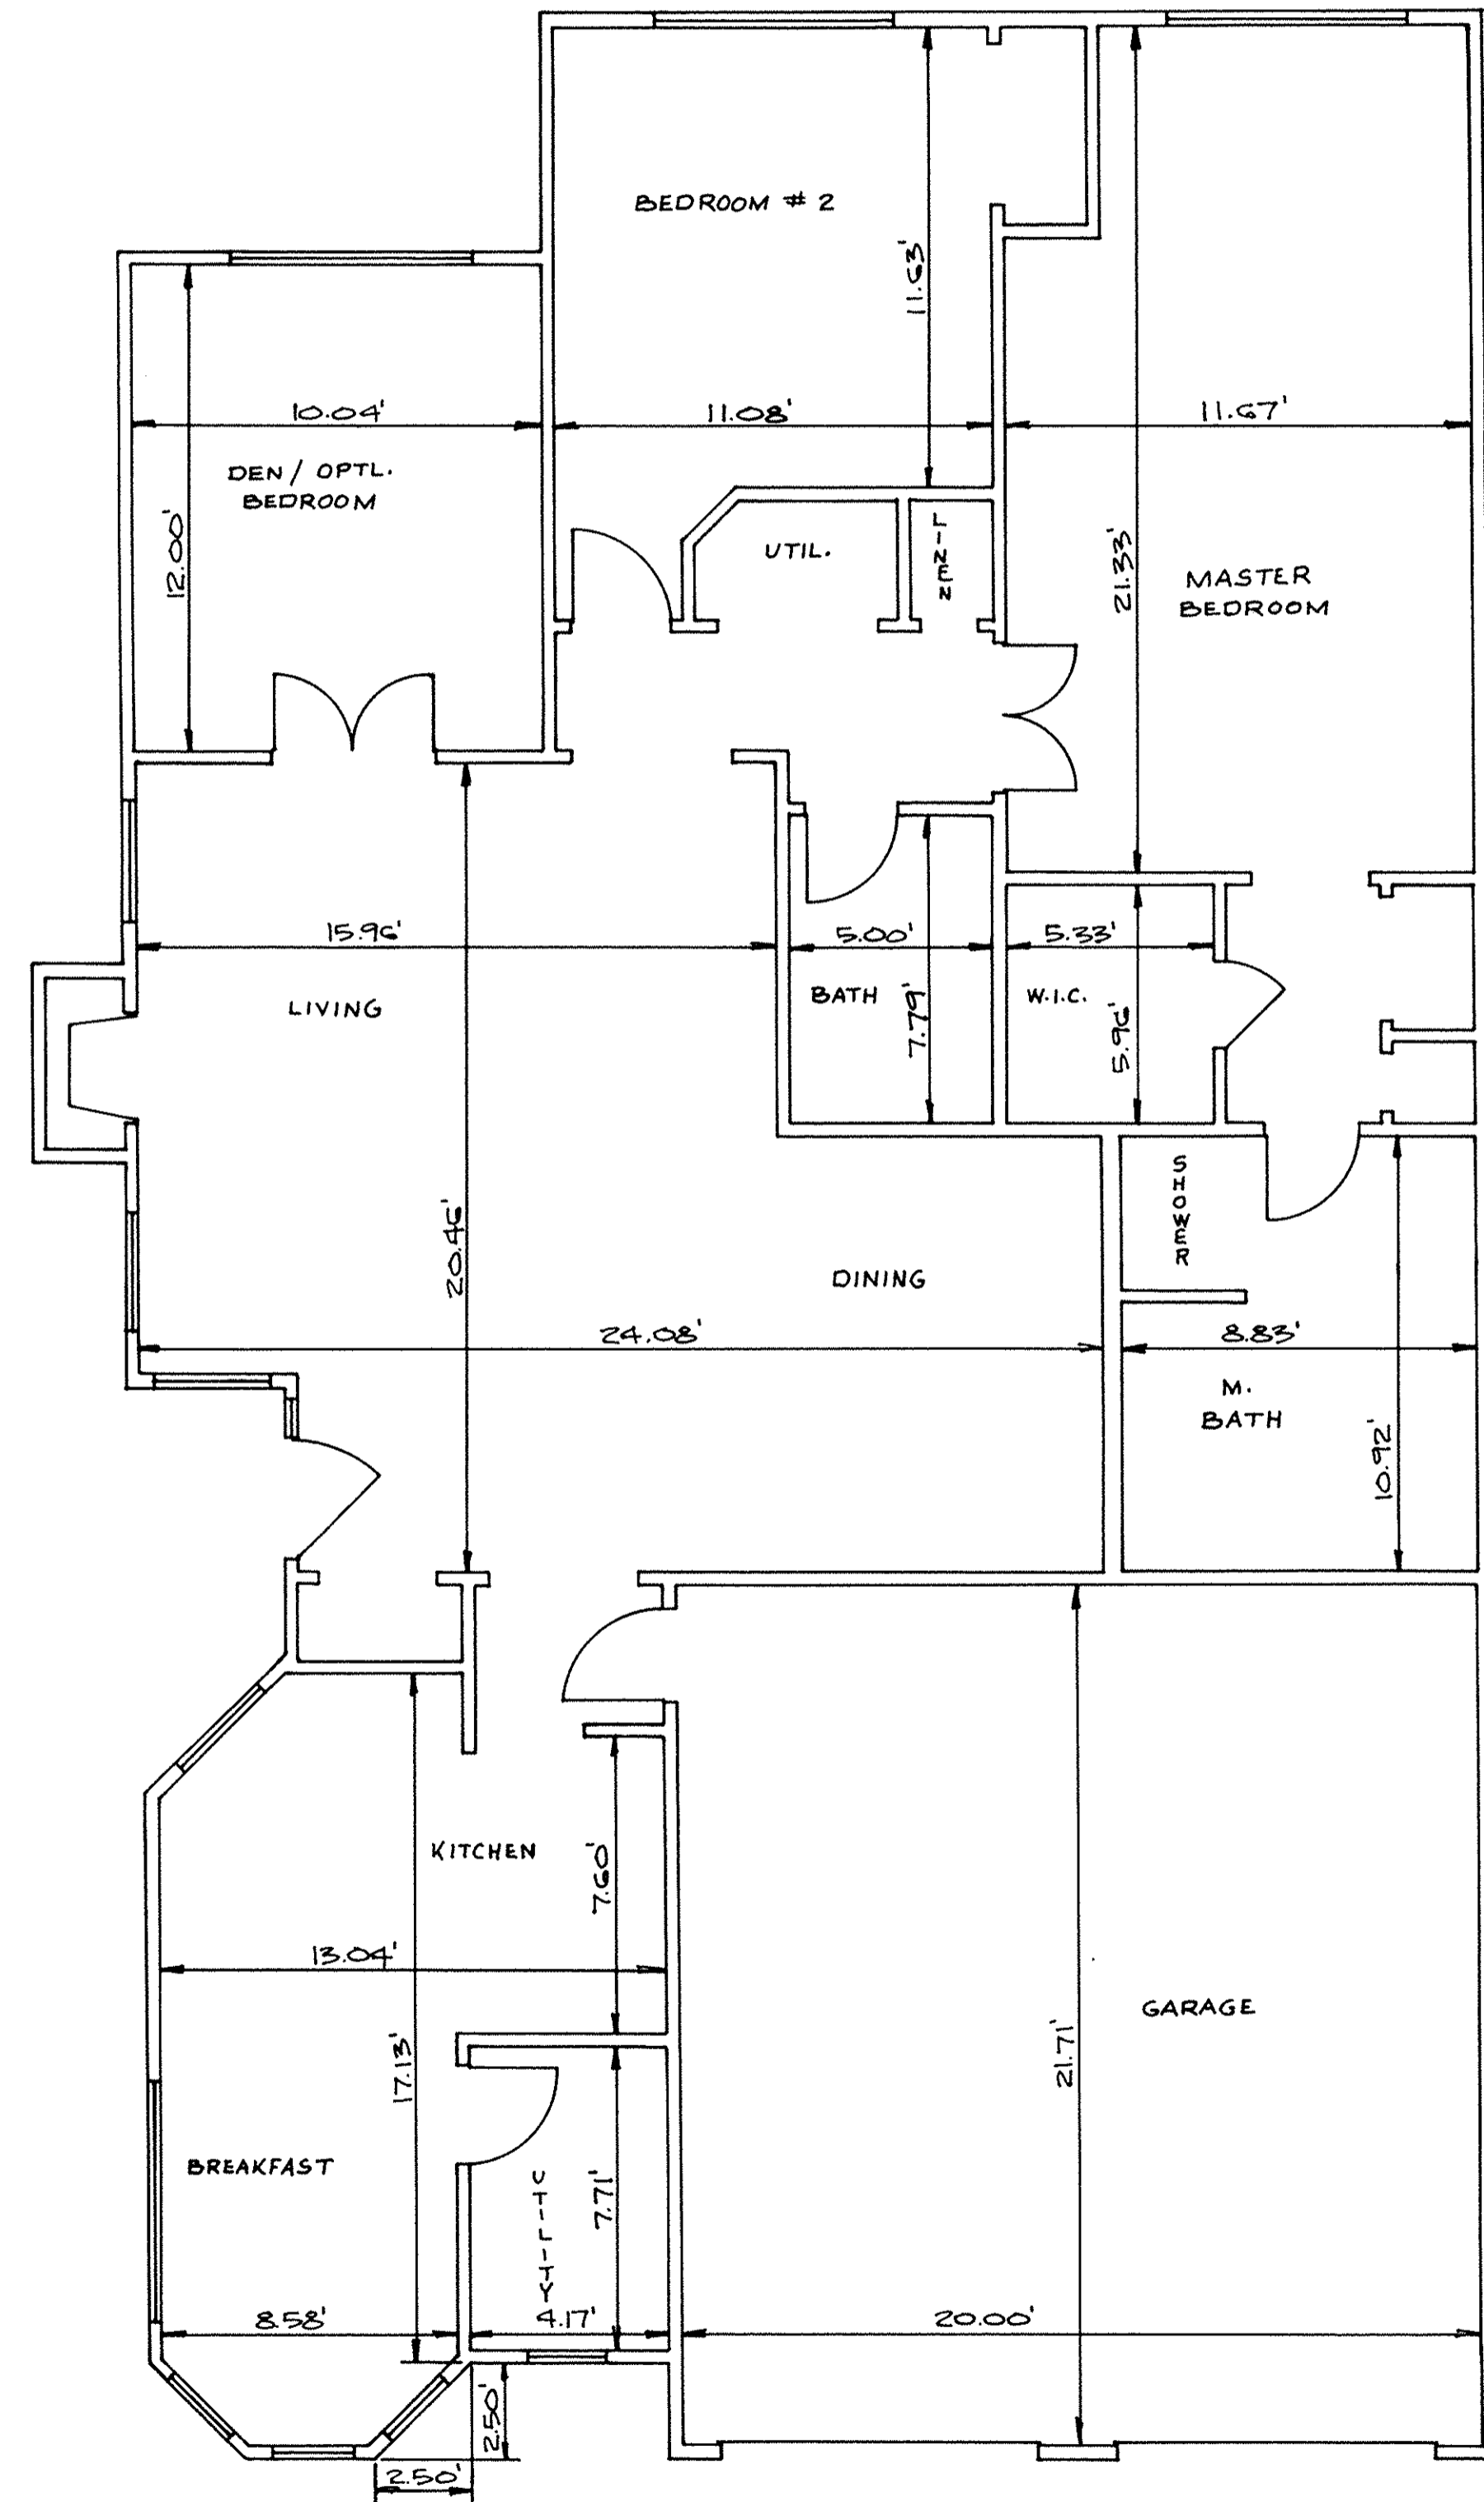 BEDROOM # 2
11.63'
10.04'
11.08'
11.67'
DEN / OPTL.
BEDROOM
12.00'
UTIL.
LINEN
21.33'
MASTER
BEDROOM
15.96'
5.00'
5.33'
LIVING
BATH
7.79'
W.I.C.
5.96'
SHOWER
20.46'
DINING
24.08'
8.83'
M.
BATH
10.92'
KITCHEN
7.60'
13.04'
GARAGE
21.71'
17.13'
BREAKFAST
UTILITY
7.71'
8.58'
4.17'
20.00'
2.50'
2.50'